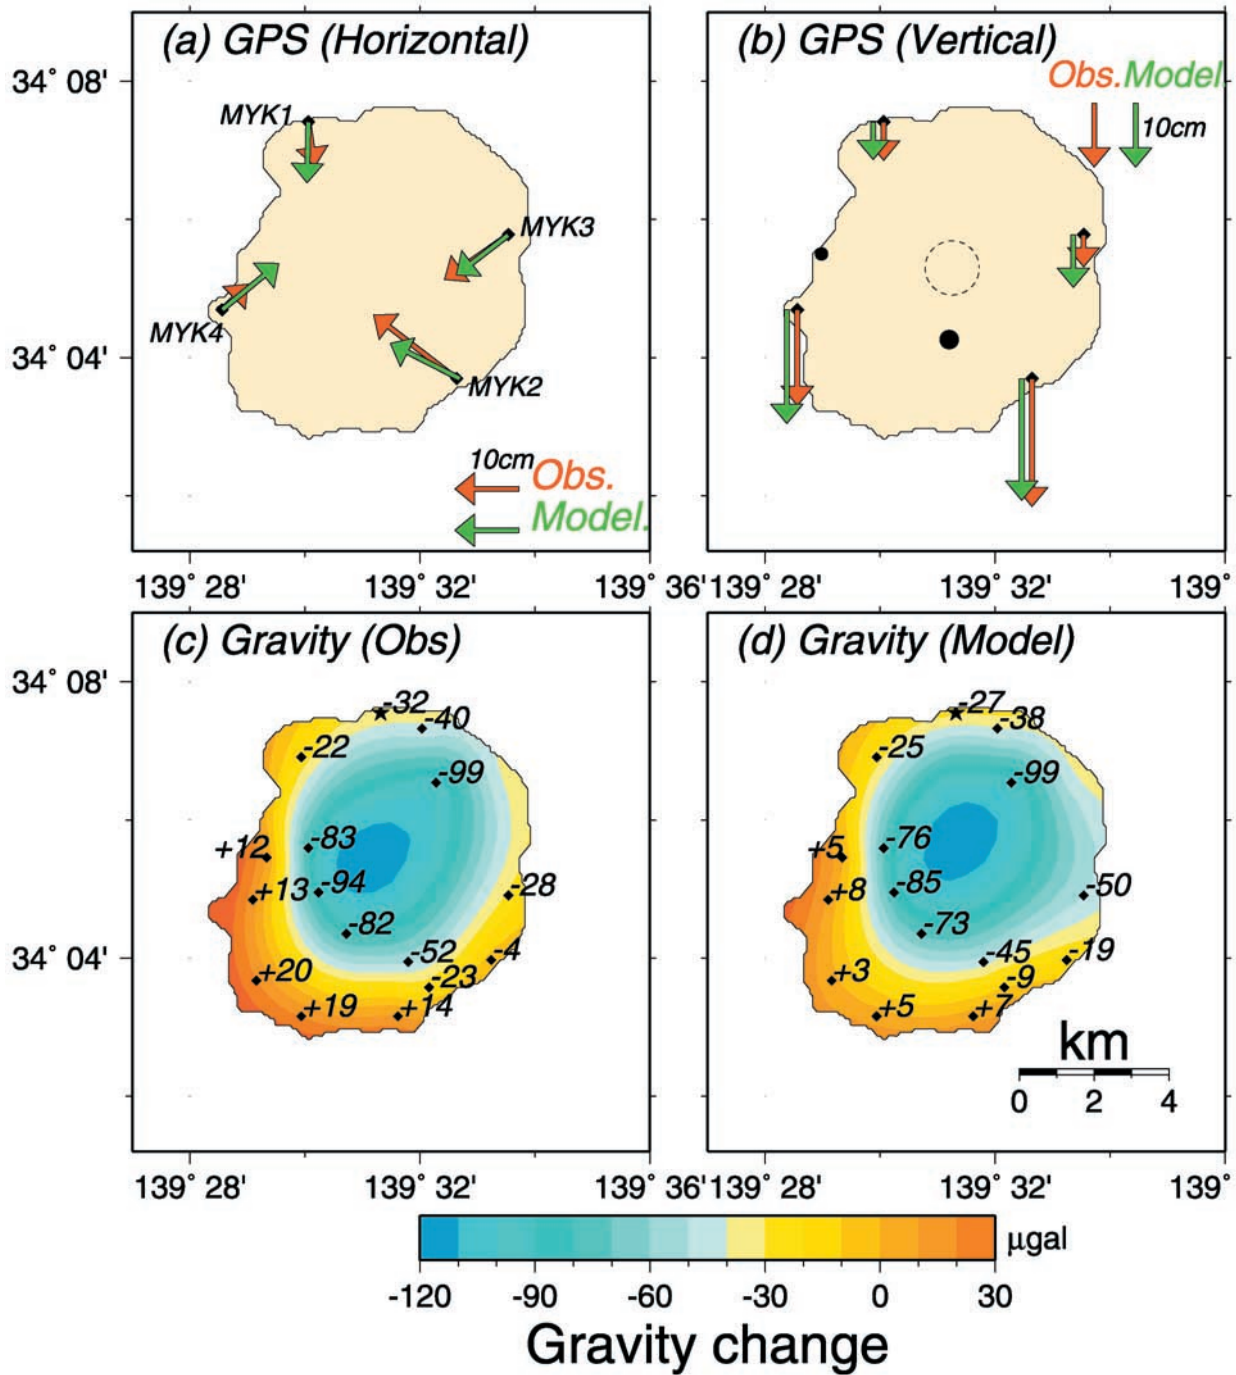 (a) GPS (Horizontal)
(b) GPS (Vertical)
Obs. Model.
10cm
34° 08'
34° 04'
MYK1
MYK3
MYK4
MYK2
10cm
Obs.
Model.
139° 28'
139° 32'
139° 36'
139° 28'
139° 32'
139°
(c) Gravity (Obs)
(d) Gravity (Model)
34° 08'
34° 04'
-32
-40
-22
-99
-83
+12
-94
+13
-28
-82
-52
-4
+20
-23
+19
+14
-27
-38
-25
-99
-76
+5
-85
+8
-50
-73
-45
-19
+3
-9
+5
+7
km
0 2 4
139° 28'
139° 32'
139° 36'
139° 28'
139° 32'
139°
μgal
-120 -90 -60 -30 0 30
Gravity change